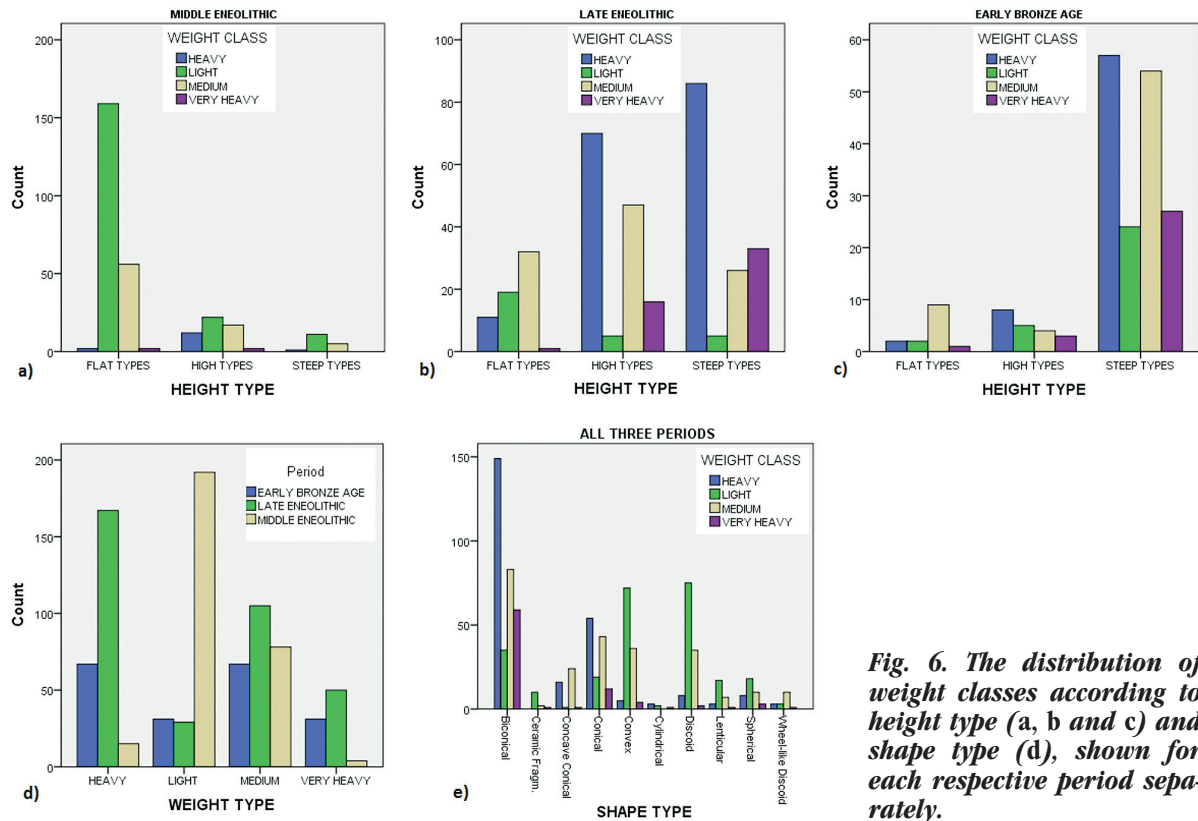 MIDDLE ENEOLITHIC
WEIGHT CLASS
HEAVY
LIGHT
MEDIUM
VERY HEAVY
200
150
100
50
0
Count
FLAT TYPES
HIGH TYPES
STEEP TYPES
a)
HEIGHT TYPE
LATE ENEOLITHIC
WEIGHT CLASS
HEAVY
LIGHT
MEDIUM
VERY HEAVY
100
80
60
40
20
0
Count
FLAT TYPES
HIGH TYPES
STEEP TYPES
b)
HEIGHT TYPE
EARLY BRONZE AGE
WEIGHT CLASS
HEAVY
LIGHT
MEDIUM
VERY HEAVY
60
50
40
30
20
10
0
Count
FLAT TYPES
HIGH TYPES
STEEP TYPES
c)
HEIGHT TYPE
Period
EARLY BRONZE AGE
LATE ENEOLITHIC
MIDDLE ENEOLITHIC
200
150
100
50
0
Count
HEAVY
LIGHT
MEDIUM
VERY HEAVY
d)
WEIGHT TYPE
ALL THREE PERIODS
WEIGHT CLASS
HEAVY
LIGHT
MEDIUM
VERY HEAVY
150
100
50
0
Count
Biconical
Ceramic Fragm.
Concave Conical
Conical
Convex
Cylindrical
Discoid
Lenticular
Spherical
Wheel-like Discoid
e)
SHAPE TYPE
Fig. 6. The distribution of
weight classes according to
height type (a, b and c) and
shape type (d), shown for
each respective period sepa-
rately.